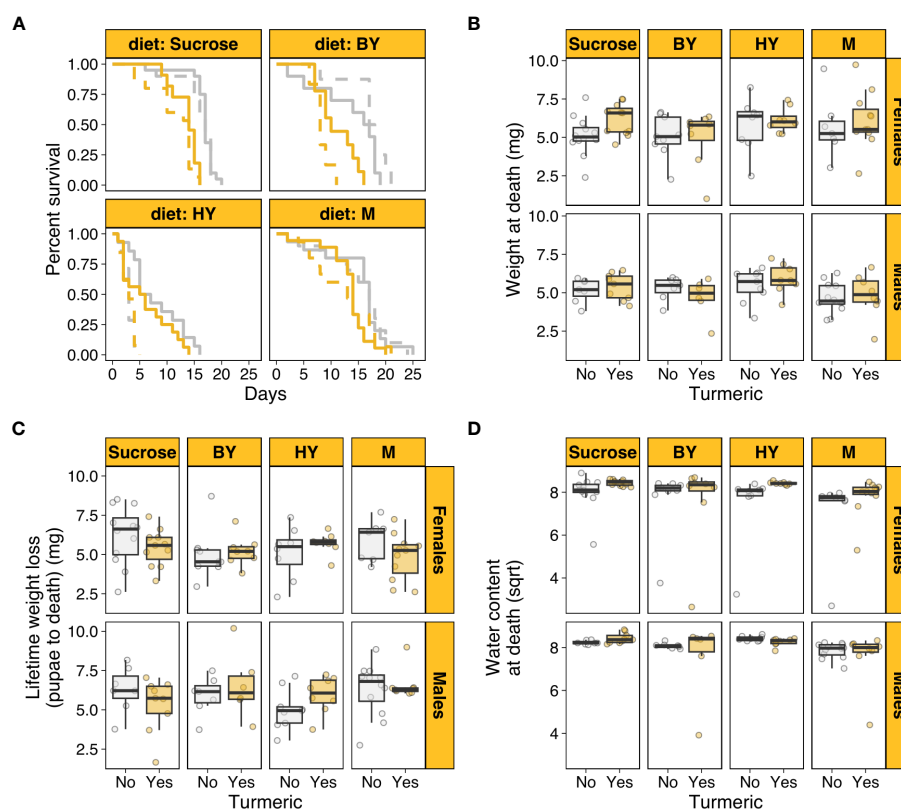 A
diet: Sucrose
diet: BY
1.00
0.75
0.50
0.25
0.00
diet: HY
diet: M
1.00
0.75
0.50
0.25
0.00
0 5 10 15 20 25 0 5 10 15 20 25
Days
Percent survival
B
Sucrose BY HY M
10.0
7.5
5.0
2.5
Females
10.0
7.5
5.0
2.5
Males
No Yes No Yes No Yes No Yes
Turmeric
Weight at death (mg)
C
Sucrose BY HY M
10.0
7.5
5.0
2.5
Females
10.0
7.5
5.0
2.5
Males
No Yes No Yes No Yes No Yes
Turmeric
Lifetime weight loss
(pupae to death) (mg)
D
Sucrose BY HY M
8
6
4
Females
8
6
4
Males
No Yes No Yes No Yes No Yes
Turmeric
Water content
at death (sqrt)